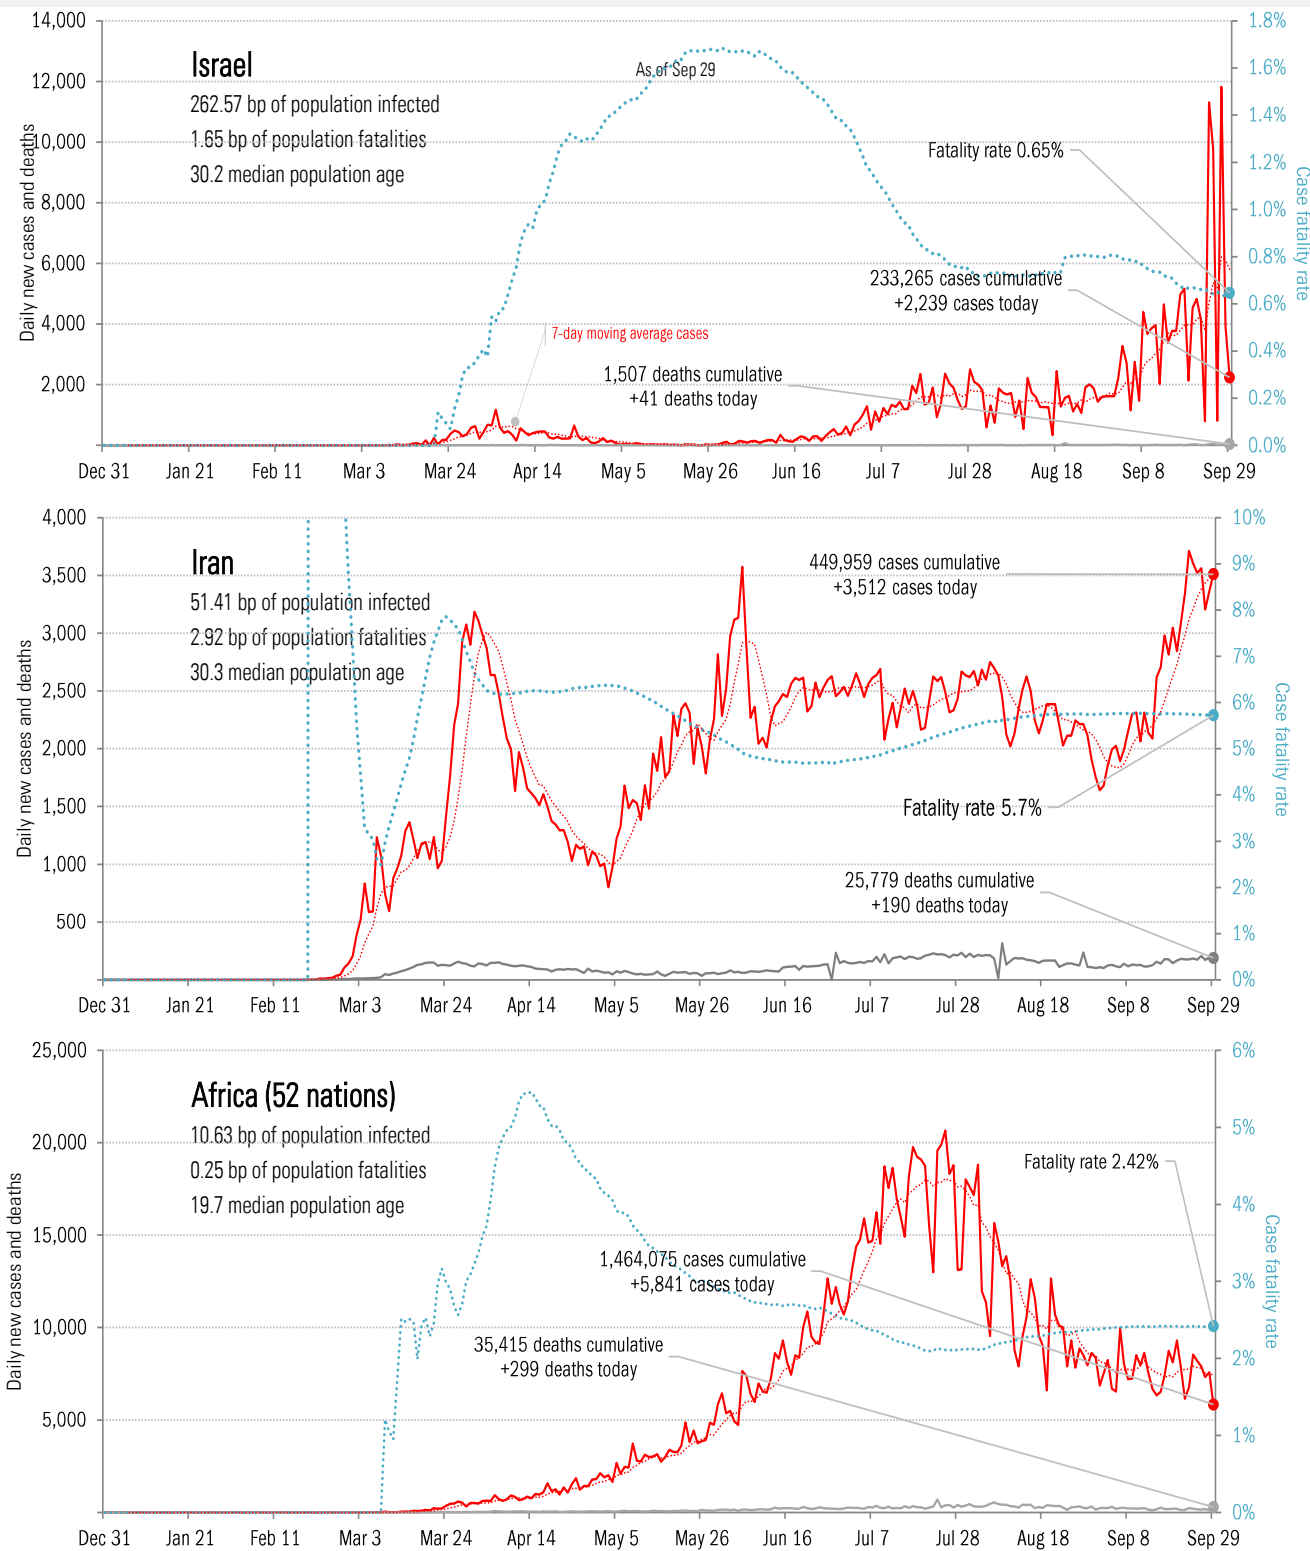 14,000
12,000
10,000
8,000
6,000
4,000
2,000
Daily new cases and deaths
1.8%
1.6%
1.4%
1.2%
1.0%
0.8%
0.6%
0.4%
0.2%
0.0%
Case fatality rate
Israel
262.57 bp of population infected
1.65 bp of population fatalities
30.2 median population age
As of Sep 29
Fatality rate 0.65%
233,265 cases cumulative
+2,239 cases today
7-day moving average cases
1,507 deaths cumulative
+41 deaths today
Dec 31 Jan 21 Feb 11 Mar 3 Mar 24 Apr 14 May 5 May 26 Jun 16 Jul 7 Jul 28 Aug 18 Sep 8 Sep 29
4,000
3,500
3,000
2,500
2,000
1,500
1,000
500
Daily new cases and deaths
10%
9%
8%
7%
6%
5%
4%
3%
2%
1%
0%
Case fatality rate
Iran
51.41 bp of population infected
2.92 bp of population fatalities
30.3 median population age
449,959 cases cumulative
+3,512 cases today
Fatality rate 5.7%
25,779 deaths cumulative
+190 deaths today
Dec 31 Jan 21 Feb 11 Mar 3 Mar 24 Apr 14 May 5 May 26 Jun 16 Jul 7 Jul 28 Aug 18 Sep 8 Sep 29
25,000
20,000
15,000
10,000
5,000
Daily new cases and deaths
6%
5%
4%
3%
2%
1%
0%
Case fatality rate
Africa (52 nations)
10.63 bp of population infected
0.25 bp of population fatalities
19.7 median population age
Fatality rate 2.42%
1,464,075 cases cumulative
+5,841 cases today
35,415 deaths cumulative
+299 deaths today
Dec 31 Jan 21 Feb 11 Mar 3 Mar 24 Apr 14 May 5 May 26 Jun 16 Jul 7 Jul 28 Aug 18 Sep 8 Sep 29